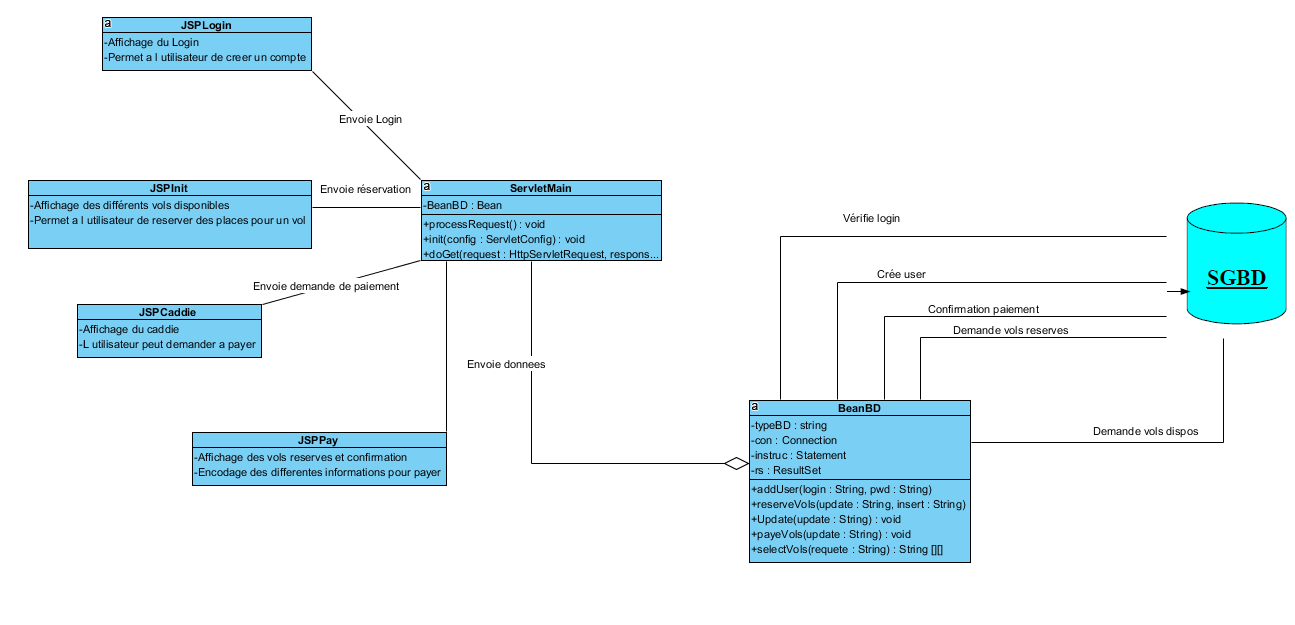 a
JSPLogin
-Affichage du Login
-Permet a l utilisateur de creer un compte
Envoie Login
JSPInit
-Affichage des différents vols disponibles
-Permet a l utilisateur de reserver des places pour un vol
Envoie réservation
a
ServletMain
-BeanBD : Bean
+processRequest() : void
+init(config : ServletConfig) : void
+doGet(request : HttpServletRequest, respons...
Envoie demande de paiement
JSPCaddie
-Affichage du caddie
-L utilisateur peut demander a payer
Envoie donnees
JSPPay
-Affichage des vols reserves et confirmation
-Encodage des differentes informations pour payer
Vérifie login
Crée user
Confirmation paiement
Demande vols reserves
SGBD
Demande vols dispos
a
BeanBD
-typeBD : string
-con : Connection
-instruc : Statement
-rs : ResultSet
+addUser(login : String, pwd : String)
+reserveVols(update : String, insert : String)
+Update(update : String) : void
+payeVols(update : String) : void
+selectVols(requete : String) : String [][]